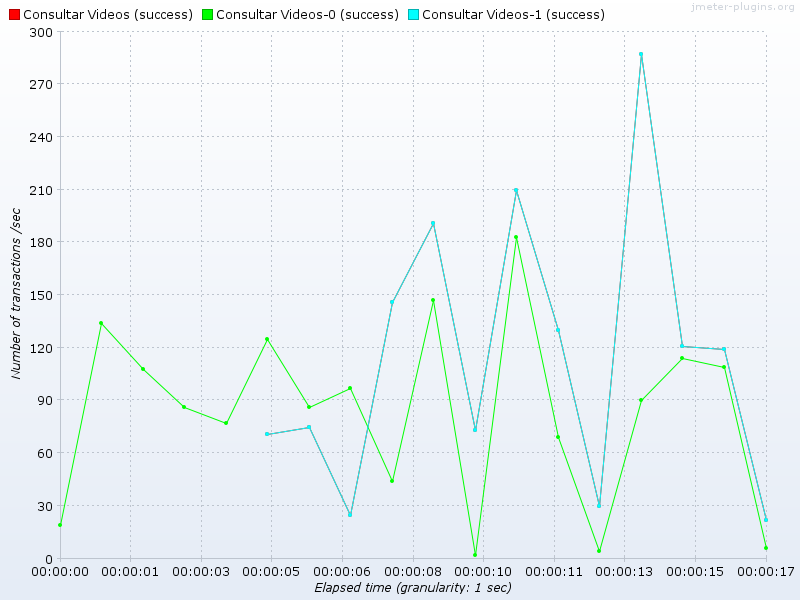 jmeter-plugins.org
Consultar Videos (success) Consultar Videos-0 (success) Consultar Videos-1 (success)
300
270
240
210
180
150
120
90
60
30
0
Number of transactions /sec
00:00:00 00:00:01 00:00:03 00:00:05 00:00:06 00:00:08 00:00:10 00:00:11 00:00:13 00:00:15 00:00:17
Elapsed time (granularity: 1 sec)